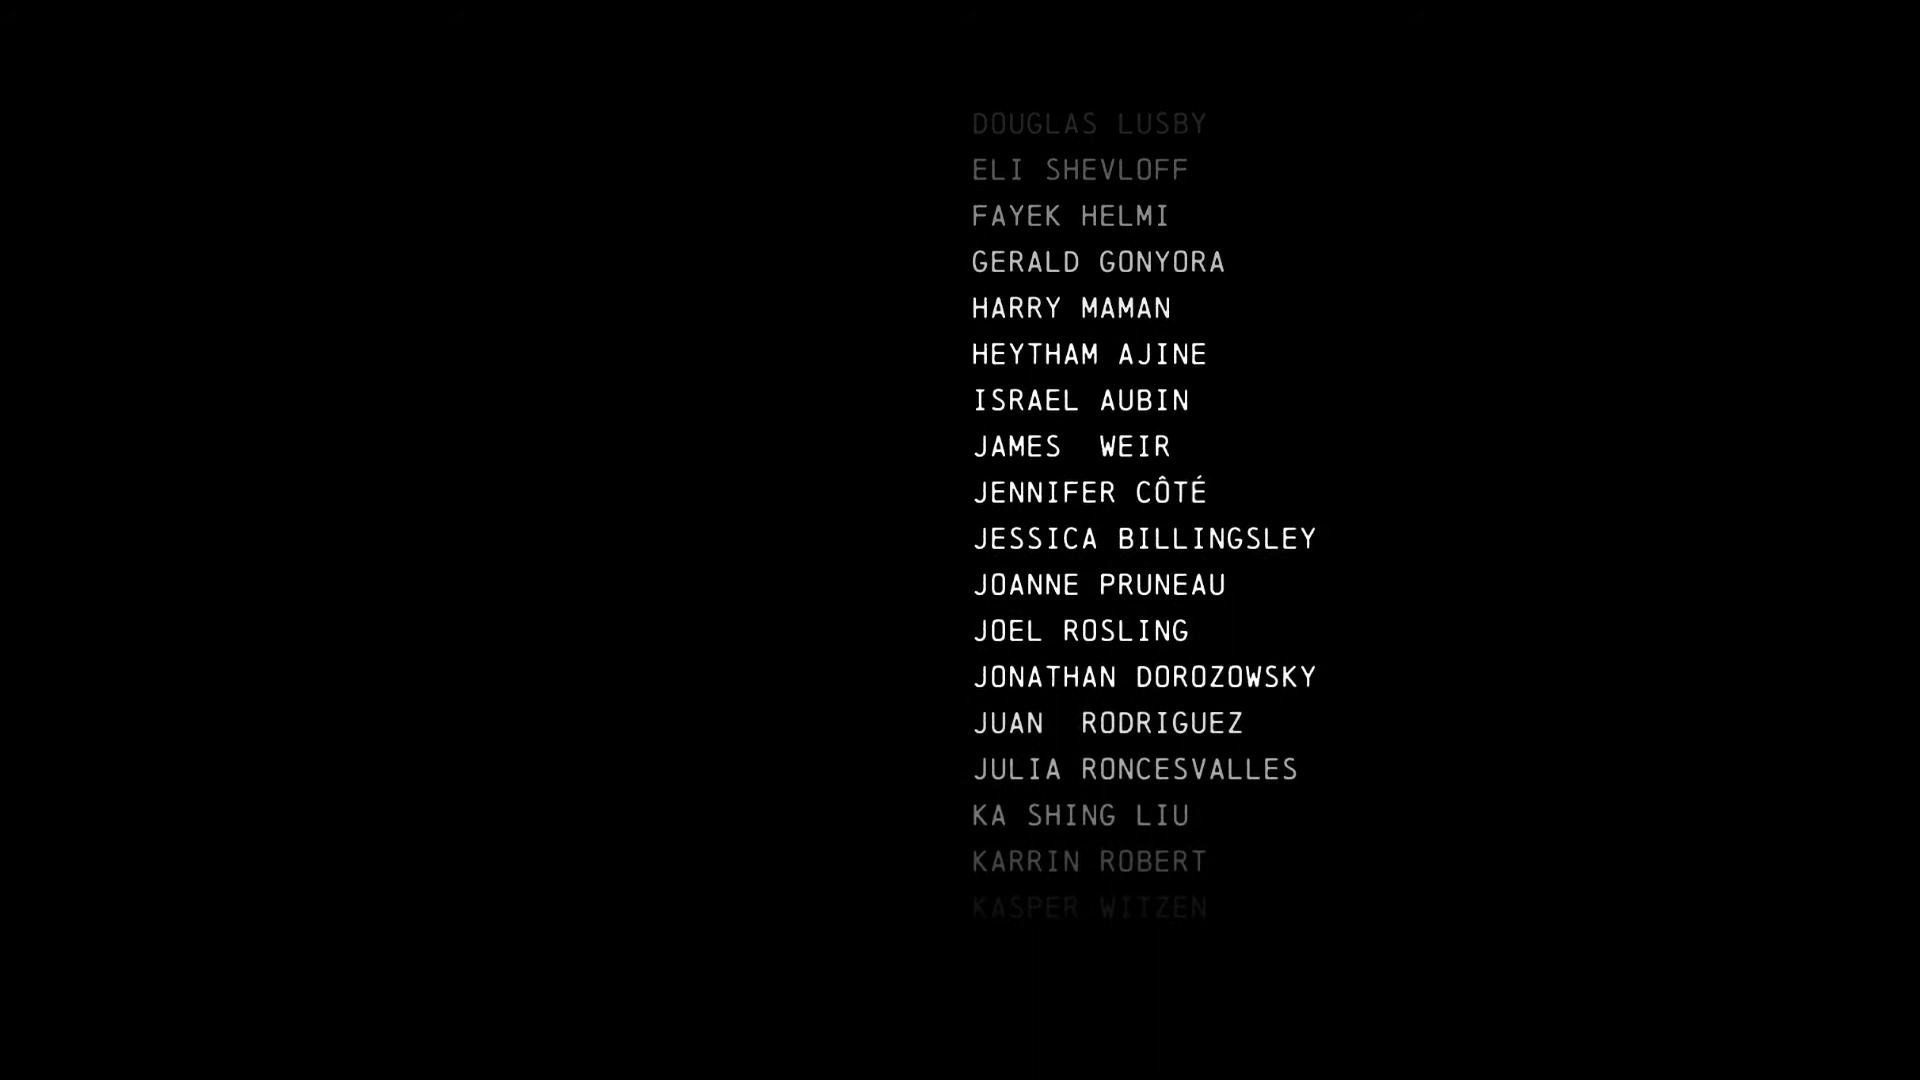 DOUGLAS LUSBY
ELI SHEVLOFF
FAYEK HELMI
GERALD GONYORA
HARRY MAMAN
HEYTHAM AJINE
ISRAEL AUBIN
JAMES  WEIR
JENNIFER CÔTÉ
JESSICA BILLINGSLEY
JOANNE PRUNEAU
JOEL ROSLING
JONATHAN DOROZOWSKY
JUAN  RODRIGUEZ
JULIA RONCESVALLES
KA SHING LIU
KARRIN ROBERT
KASPER WITZEN